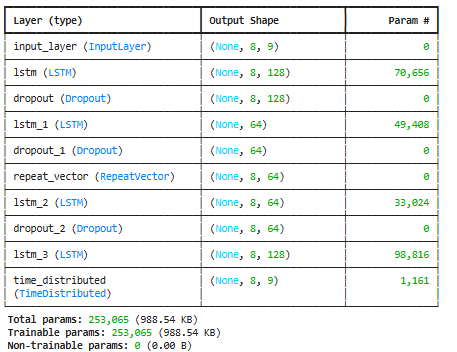 Layer (type) Output Shape Param #
input_layer (InputLayer) (None, 8, 9) 0
lstm (LSTM) (None, 8, 128) 70,656
dropout (Dropout) (None, 8, 128) 0
lstm_1 (LSTM) (None, 64) 49,408
dropout_1 (Dropout) (None, 64) 0
repeat_vector (RepeatVector) (None, 8, 64) 0
lstm_2 (LSTM) (None, 8, 64) 33,024
dropout_2 (Dropout) (None, 8, 64) 0
lstm_3 (LSTM) (None, 8, 128) 98,816
time_distributed (None, 8, 9) 1,161
(TimeDistributed)
Total params: 253,065 (988.54 KB)
Trainable params: 253,065 (988.54 KB)
Non-trainable params: 0 (0.00 B)